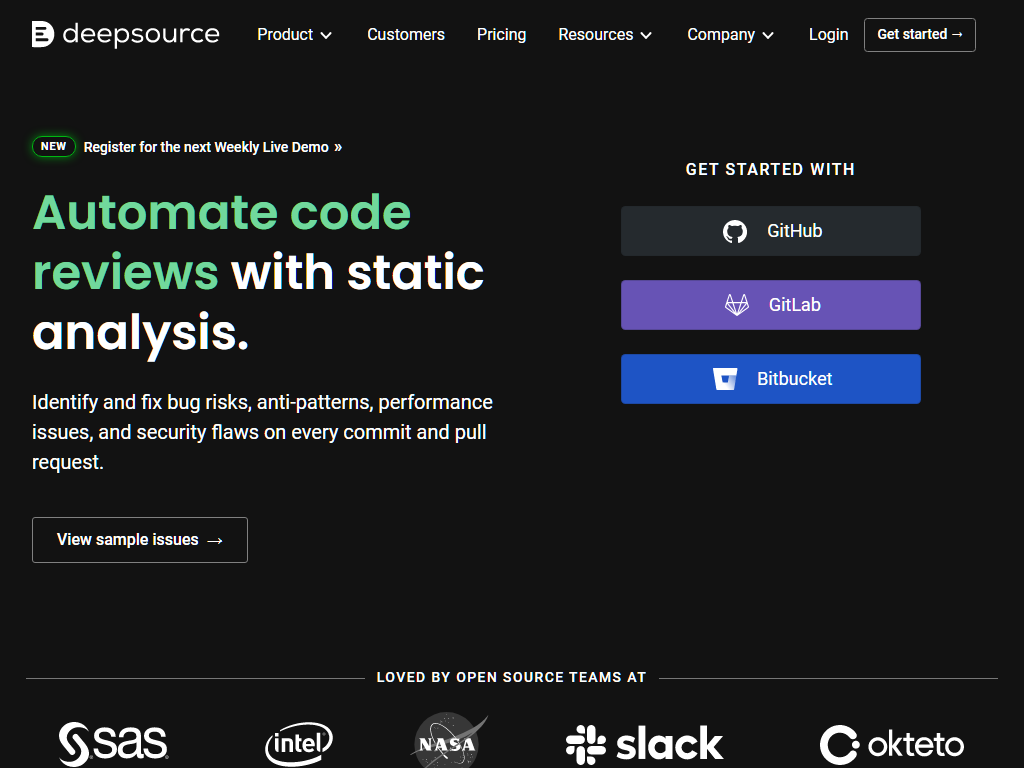 deepsource
Product
Customers
Pricing
Resources
Company
Login
Get started →
NEW Register for the next Weekly Live Demo »
Automate code
reviews with static
analysis.
Identify and fix bug risks, anti-patterns, performance
issues, and security flaws on every commit and pull
request.
View sample issues →
GET STARTED WITH
GitHub
GitLab
Bitbucket
LOVED BY OPEN SOURCE TEAMS AT
sas
intel
NASA
slack
okteto